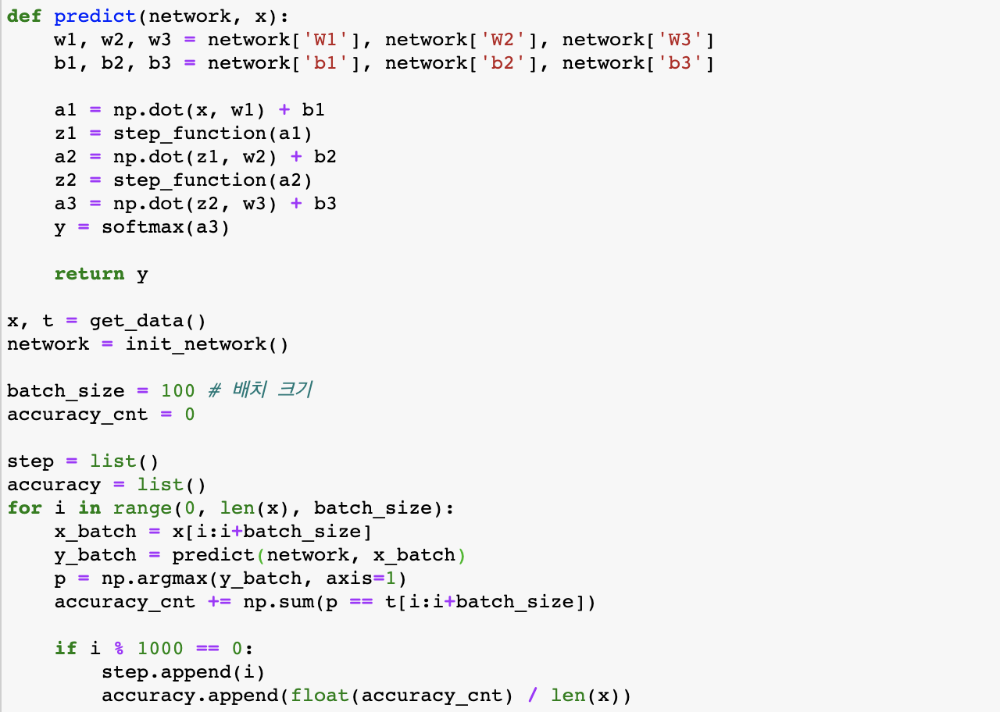 def predict(network, x):
    w1, w2, w3 = network['W1'], network['W2'], network['W3']
    b1, b2, b3 = network['b1'], network['b2'], network['b3']

    a1 = np.dot(x, w1) + b1
    z1 = step_function(a1)
    a2 = np.dot(z1, w2) + b2
    z2 = step_function(a2)
    a3 = np.dot(z2, w3) + b3
    y = softmax(a3)

    return y

x, t = get_data()
network = init_network()

batch_size = 100 # 배치 크기
accuracy_cnt = 0

step = list()
accuracy = list()
for i in range(0, len(x), batch_size):
    x_batch = x[i:i+batch_size]
    y_batch = predict(network, x_batch)
    p = np.argmax(y_batch, axis=1)
    accuracy_cnt += np.sum(p == t[i:i+batch_size])

    if i % 1000 == 0:
        step.append(i)
        accuracy.append(float(accuracy_cnt) / len(x))